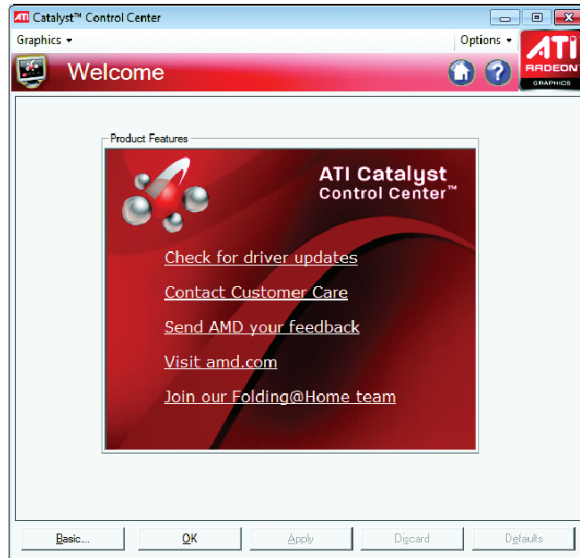 ATI Catalyst™ Control Center
Graphics Options
Welcome
ATI
RADEON
GRAPHICS
Product Features
ATI Catalyst
Control Center™
Check for driver updates
Contact Customer Care
Send AMD your feedback
Visit amd.com
Join our Folding@Home team
Basic... OK Apply Discard Defaults